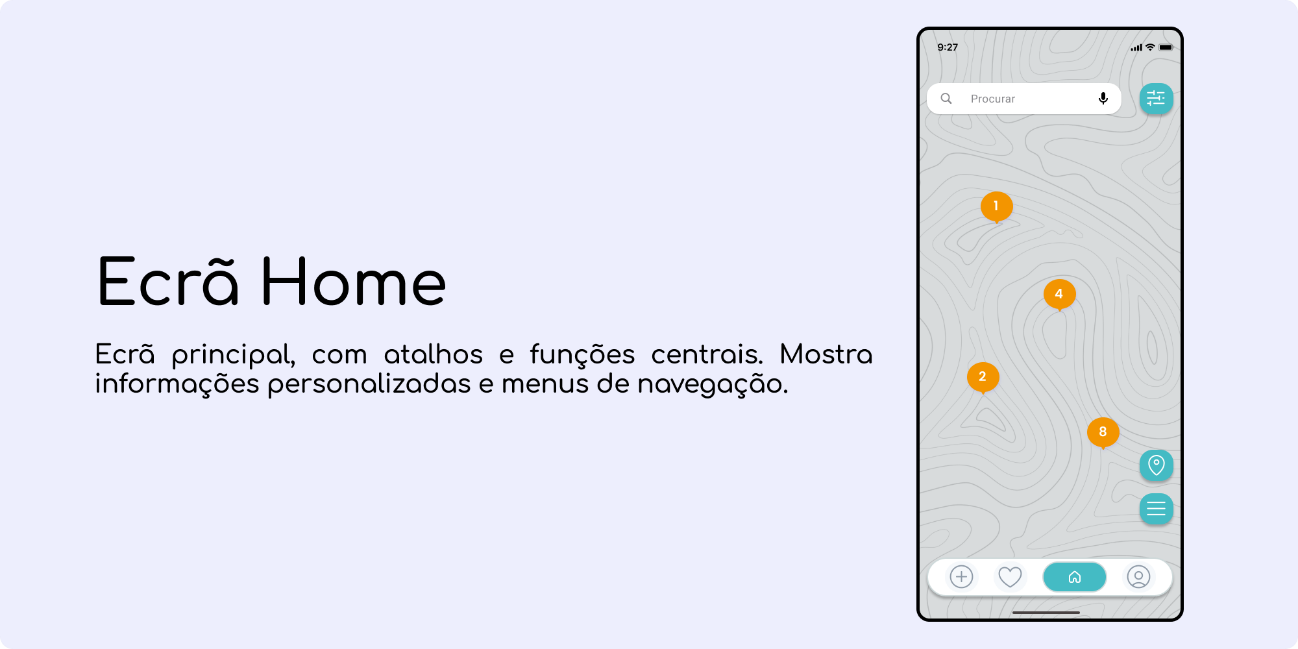 Ecrã Home
Ecrã principal, com atalhos e funções centrais. Mostra
informações personalizadas e menus de navegação.
9:27
Procurar
1
4
2
8